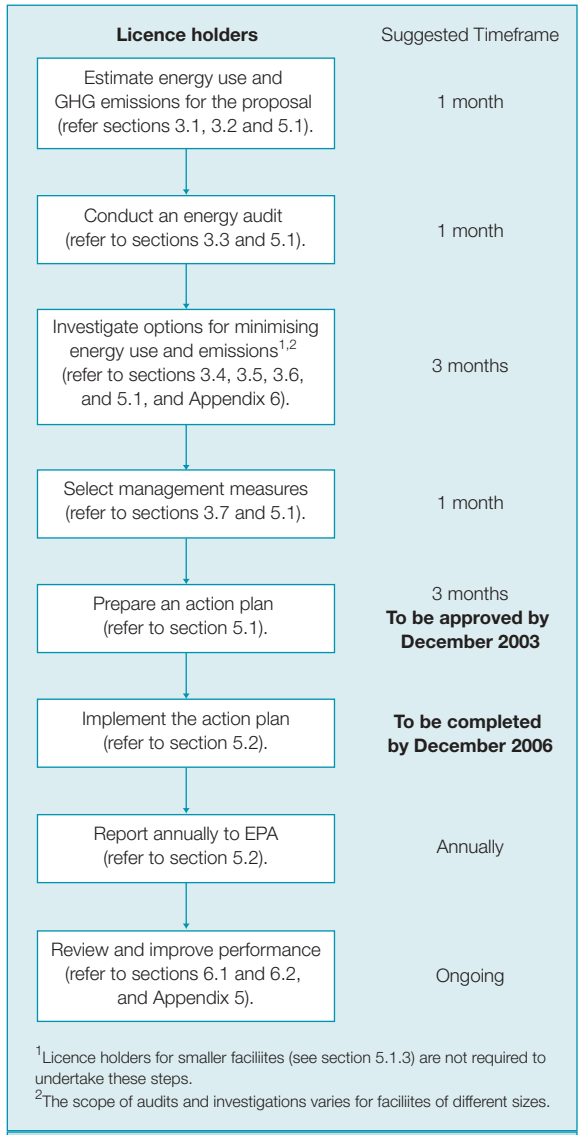 Licence holders
Suggested Timeframe
Estimate energy use and
GHG emissions for the proposal
(refer sections 3.1, 3.2 and 5.1).
1 month
Conduct an energy audit
(refer to sections 3.3 and 5.1).
1 month
Investigate options for minimising
energy use and emissions1,2
(refer to sections 3.4, 3.5, 3.6,
and 5.1, and Appendix 6).
3 months
Select management measures
(refer to sections 3.7 and 5.1).
1 month
Prepare an action plan
(refer to section 5.1).
3 months
To be approved by
December 2003
Implement the action plan
(refer to section 5.2).
To be completed
by December 2006
Report annually to EPA
(refer to section 5.2).
Annually
Review and improve performance
(refer to sections 6.1 and 6.2,
and Appendix 5).
Ongoing
1Licence holders for smaller faciliites (see section 5.1.3) are not required to
undertake these steps.
2The scope of audits and investigations varies for faciliites of different sizes.